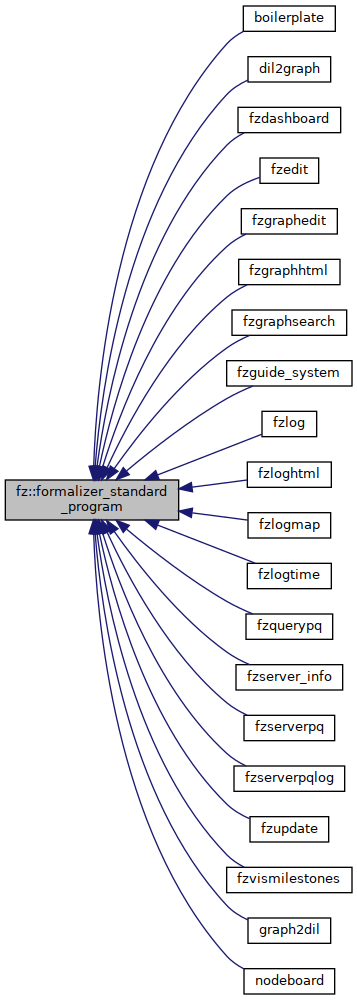 boilerplate
dil2graph
fzdashboard
fzedit
fzgraphedit
fzgraphhtml
fzgraphsearch
fzguide_system
fzlog
fz::formalizer_standard
_program
fzloghtml
fzlogmap
fzlogtime
fzquerypq
fzserver_info
fzserverpq
fzserverpqlog
fzupdate
fzvismilestones
graph2dil
nodeboard